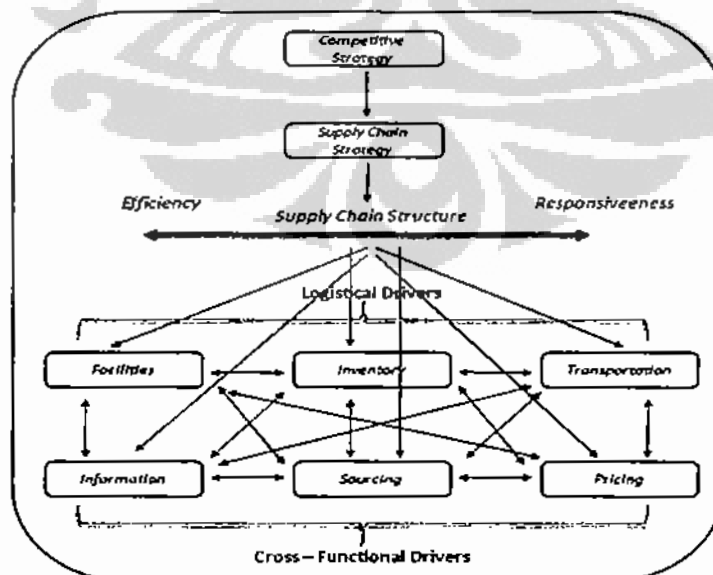 Competitive
Strategy
Supply Chain
Strategy
Efficiency
Responsiveeness
Supply Chain Structure
Logistical Drivers
Facilities
Inventory
Transportation
Information
Sourcing
Pricing
Cross – Functional Drivers